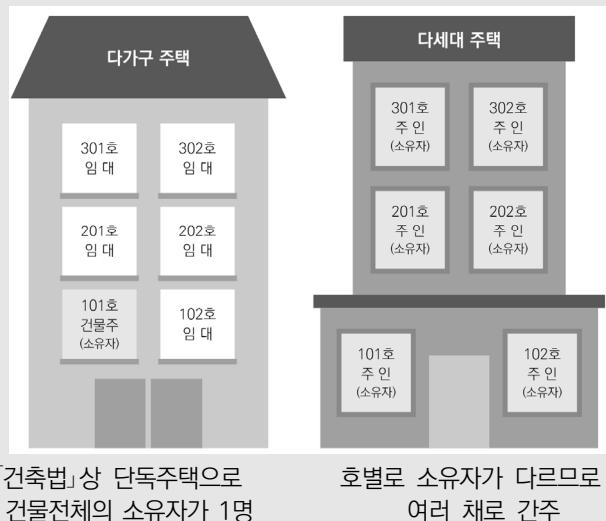 다가구 주택
301호
임 대
302호
임 대
201호
임 대
202호
임 대
101호
건물주
(소유자)
102호
임 대
「건축법」상 단독주택으로
건물전체의 소유자가 1명
다세대 주택
301호
주 인
(소유자)
302호
주 인
(소유자)
201호
주 인
(소유자)
202호
주 인
(소유자)
101호
주 인
(소유자)
102호
주 인
(소유자)
호별로 소유자가 다르므로
여러 채로 간주